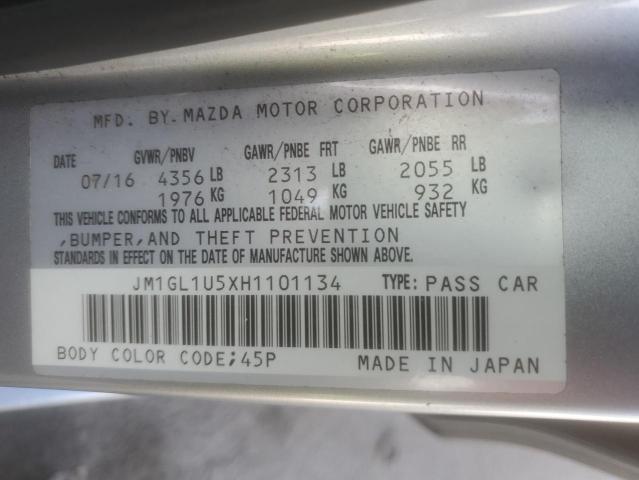 MFD. BY. MAZDA MOTOR CORPORATION
DATE GVWR/PNBV GAWR/PNBE FRT GAWR/PNBE RR
07/16 4356 LB 2313 LB 2055 LB
1976 KG 1049 KG 932 KG
THIS VEHICLE CONFORMS TO ALL APPLICABLE FEDERAL MOTOR VEHICLE SAFETY
,BUMPER,AND THEFT PREVENTION
STANDARDS IN EFFECT ON THE DATE OF MANUFACTURE SHOWN ABOVE.
JM1GL1U5XH1101134 TYPE: PASS CAR
BODY COLOR CODE;45P MADE IN JAPAN